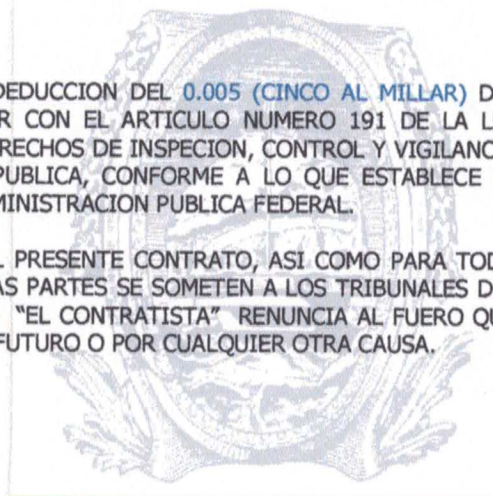 DEDUCCION DEL 0.005 (CINCO AL MILLAR) D
R CON EL ARTICULO NUMERO 191 DE LA L
RECHOS DE INSPECION, CONTROL Y VIGILANC
PUBLICA, CONFORME A LO QUE ESTABLECE
MINISTRACION PUBLICA FEDERAL.
L PRESENTE CONTRATO, ASI COMO PARA TOD
AS PARTES SE SOMETEN A LOS TRIBUNALES D
"EL CONTRATISTA" RENUNCIA AL FUERO QU
FUTURO O POR CUALQUIER OTRA CAUSA.